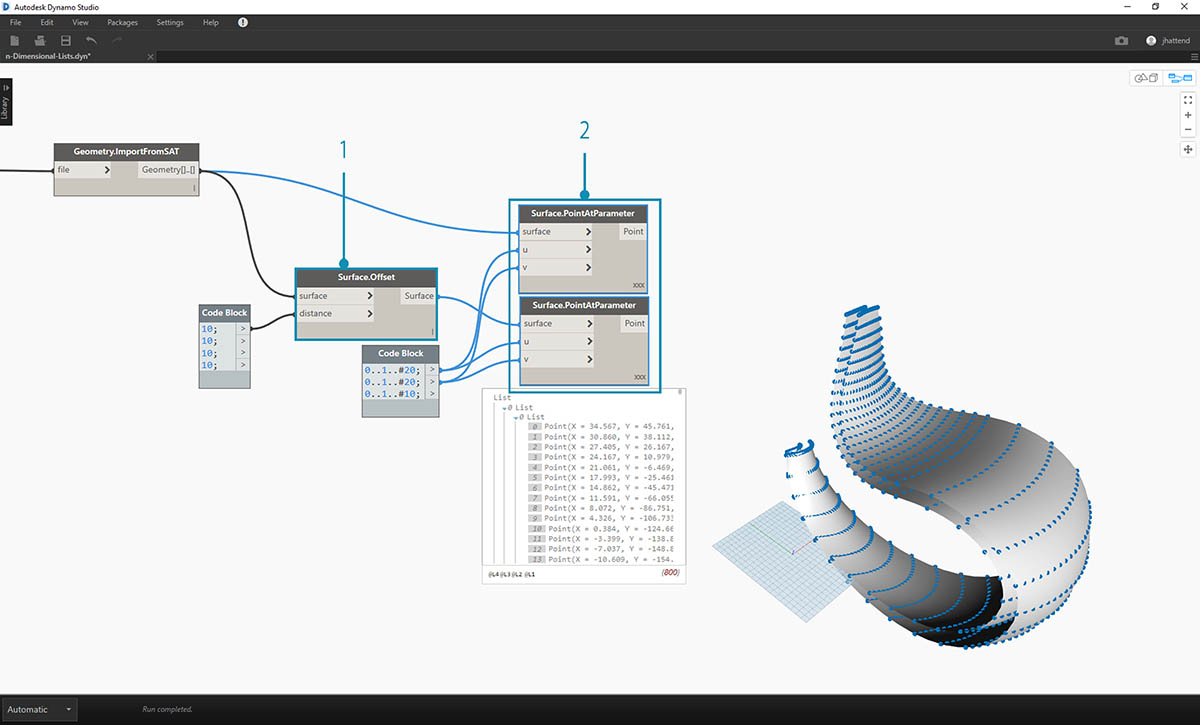 Autodesk Dynamo Studio
File Edit View Packages Settings Help
jhattend
n-Dimensional-Lists.dyn*
Library
1
2
Geometry.ImportFromSAT
file > Geometry[]..[]
Surface.PointAtParameter
surface > Point
u >
v >
XXX
Surface.Offset
surface > Surface
distance >
Surface.PointAtParameter
surface > Point
u >
v >
XXX
Code Block
10; >
10; >
10; >
10; >
Code Block
0..1..#20; >
0..1..#20; >
0..1..#10; >
List
0 List
0 List
0 Point(X = 34.567, Y = 45.761,
1 Point(X = 30.860, Y = 38.112,
2 Point(X = 27.405, Y = 26.167,
3 Point(X = 24.167, Y = 10.979,
4 Point(X = 21.061, Y = -6.469,
5 Point(X = 17.993, Y = -25.461
6 Point(X = 14.862, Y = -45.471
7 Point(X = 11.591, Y = -66.055
8 Point(X = 8.072, Y = -86.751,
9 Point(X = 4.326, Y = -106.731
10 Point(X = 0.384, Y = -124.66
11 Point(X = -3.399, Y = -138.8
12 Point(X = -7.037, Y = -148.8
13 Point(X = -10.609, Y = -154.
@L4 @L3 @L2 @L1 (800)
Automatic Run completed.